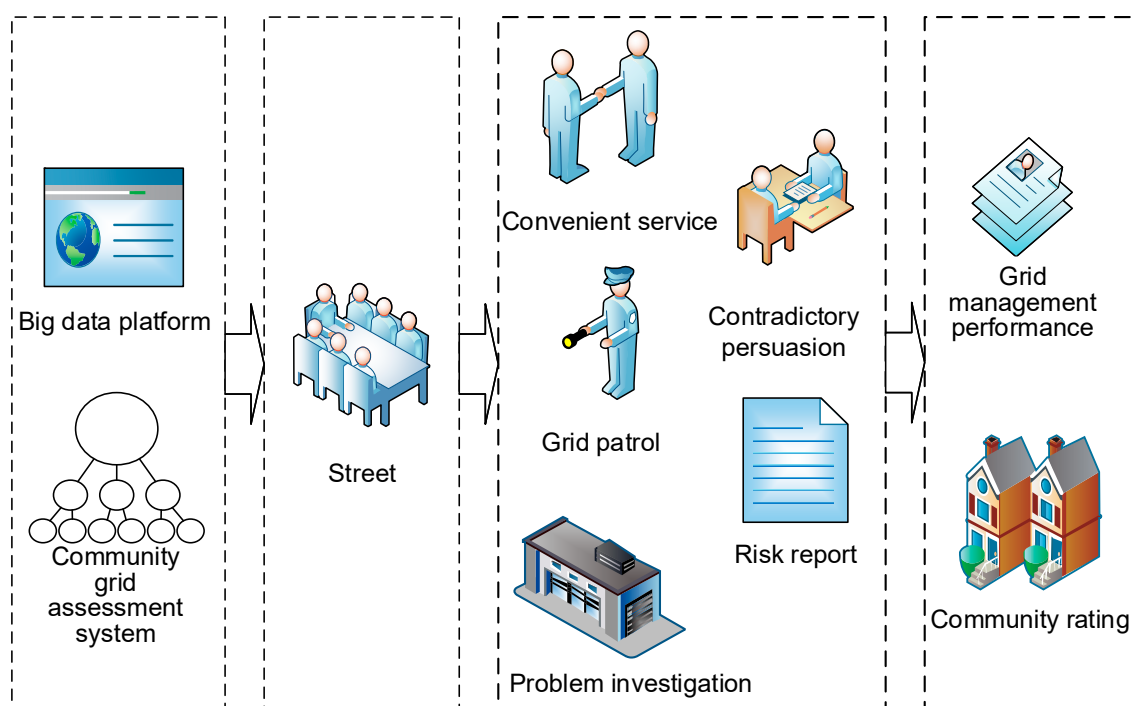 Big data platform
Community
grid
assessment
system
Street
Convenient service
Contradictory
persuasion
Grid patrol
Risk report
Problem investigation
Grid
management
performance
Community rating